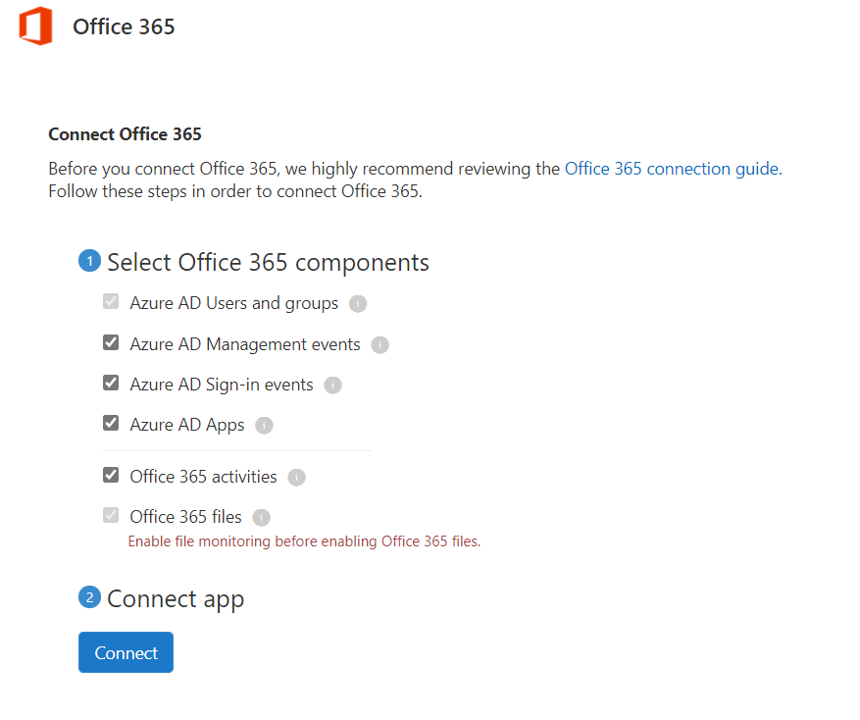 Office 365
Connect Office 365
Before you connect Office 365, we highly recommend reviewing the Office 365 connection guide.
Follow these steps in order to connect Office 365.
1 Select Office 365 components
Azure AD Users and groups i
Azure AD Management events i
Azure AD Sign-in events i
Azure AD Apps i
Office 365 activities i
Office 365 files i
Enable file monitoring before enabling Office 365 files.
2 Connect app
Connect